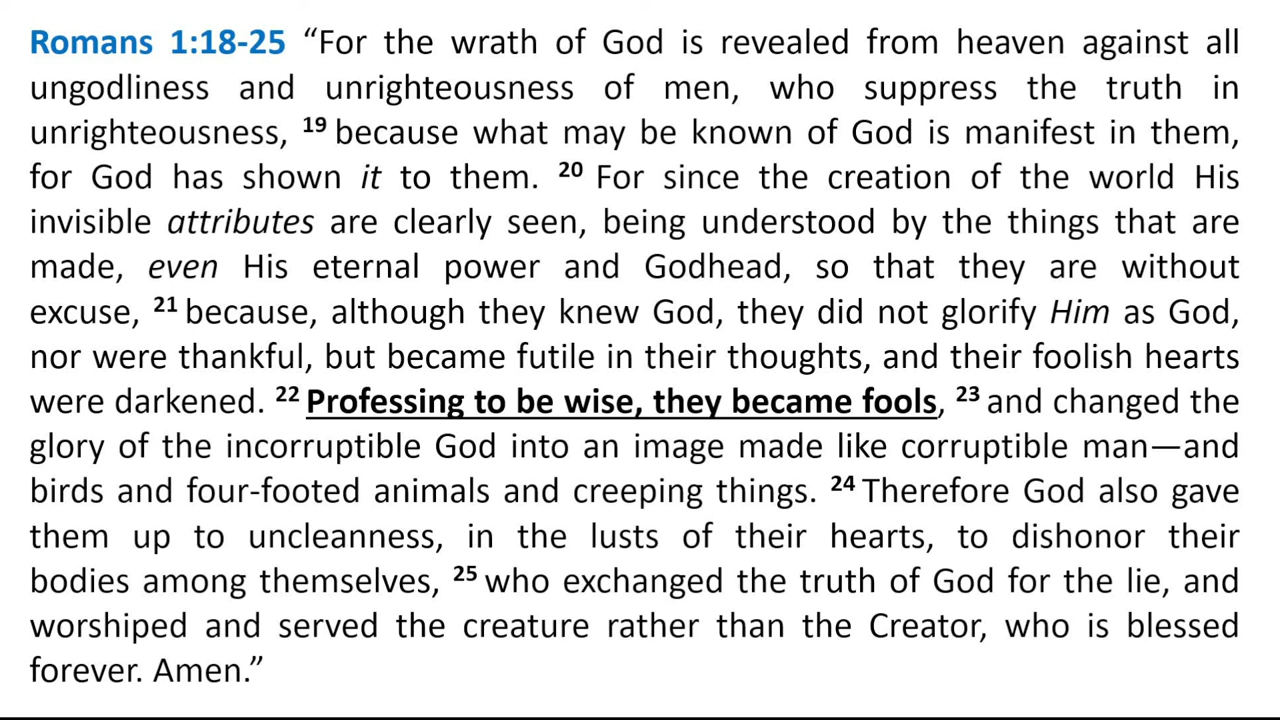 Romans 1:18-25 “For the wrath of God is revealed from heaven against all
ungodliness and unrighteousness of men, who suppress the truth in
unrighteousness, 19 because what may be known of God is manifest in them,
for God has shown it to them. 20 For since the creation of the world His
invisible attributes are clearly seen, being understood by the things that are
made, even His eternal power and Godhead, so that they are without
excuse, 21 because, although they knew God, they did not glorify Him as God,
nor were thankful, but became futile in their thoughts, and their foolish hearts
were darkened. 22 Professing to be wise, they became fools, 23 and changed the
glory of the incorruptible God into an image made like corruptible man—and
birds and four-footed animals and creeping things. 24 Therefore God also gave
them up to uncleanness, in the lusts of their hearts, to dishonor their
bodies among themselves, 25 who exchanged the truth of God for the lie, and
worshiped and served the creature rather than the Creator, who is blessed
forever. Amen.”